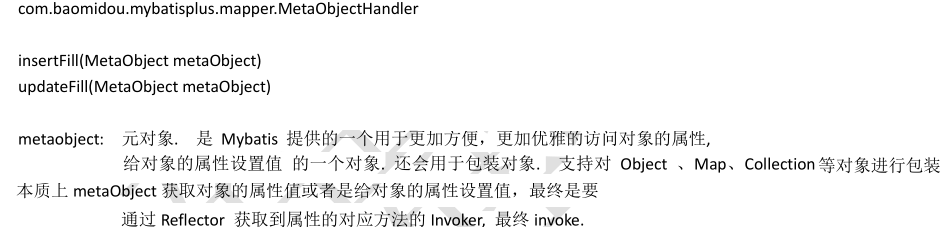 com.baomidou.mybatisplus.mapper.MetaObjectHandler
insertFill(MetaObject metaObject)
updateFill(MetaObject metaObject)
metaobject: 元对象. 是 Mybatis 提供的一个用于更加方便，更加优雅的访问对象的属性,
给对象的属性设置值 的一个对象. 还会用于包装对象. 支持对 Object 、Map、Collection等对象进行包装
本质上 metaObject 获取对象的属性值或者是给对象的属性设置值，最终是要
通过 Reflector 获取到属性的对应方法的 Invoker, 最终 invoke.